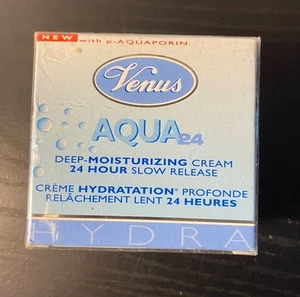 NEW with p-AQUAPORIN
Venus
AQUA24
DEEP-MOISTURIZING CREAM
24 HOUR SLOW RELEASE
CRÈME HYDRATATION PROFONDE
RELÂCHEMENT LENT 24 HEURES
HYDRA